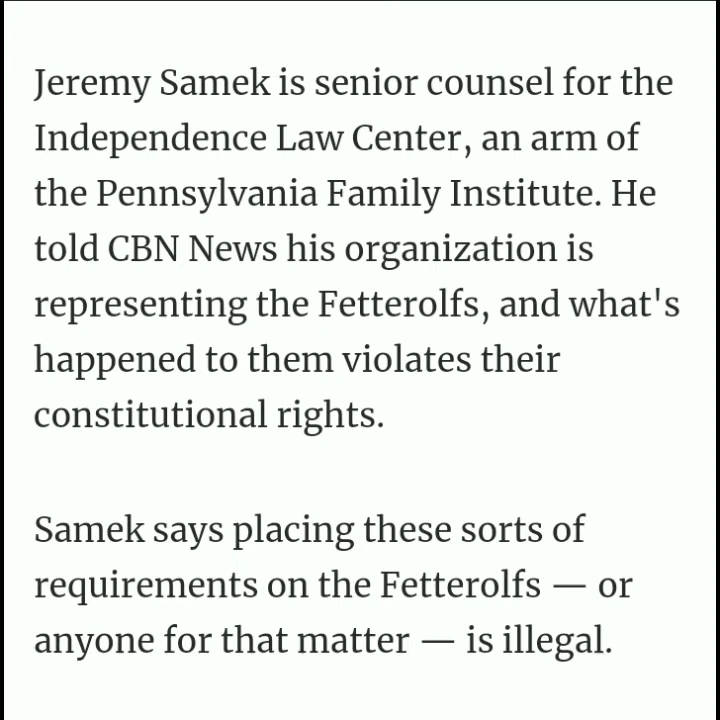 Jeremy Samek is senior counsel for the
Independence Law Center, an arm of
the Pennsylvania Family Institute. He
told CBN News his organization is
representing the Fetterolfs, and what's
happened to them violates their
constitutional rights.
Samek says placing these sorts of
requirements on the Fetterolfs — or
anyone for that matter — is illegal.